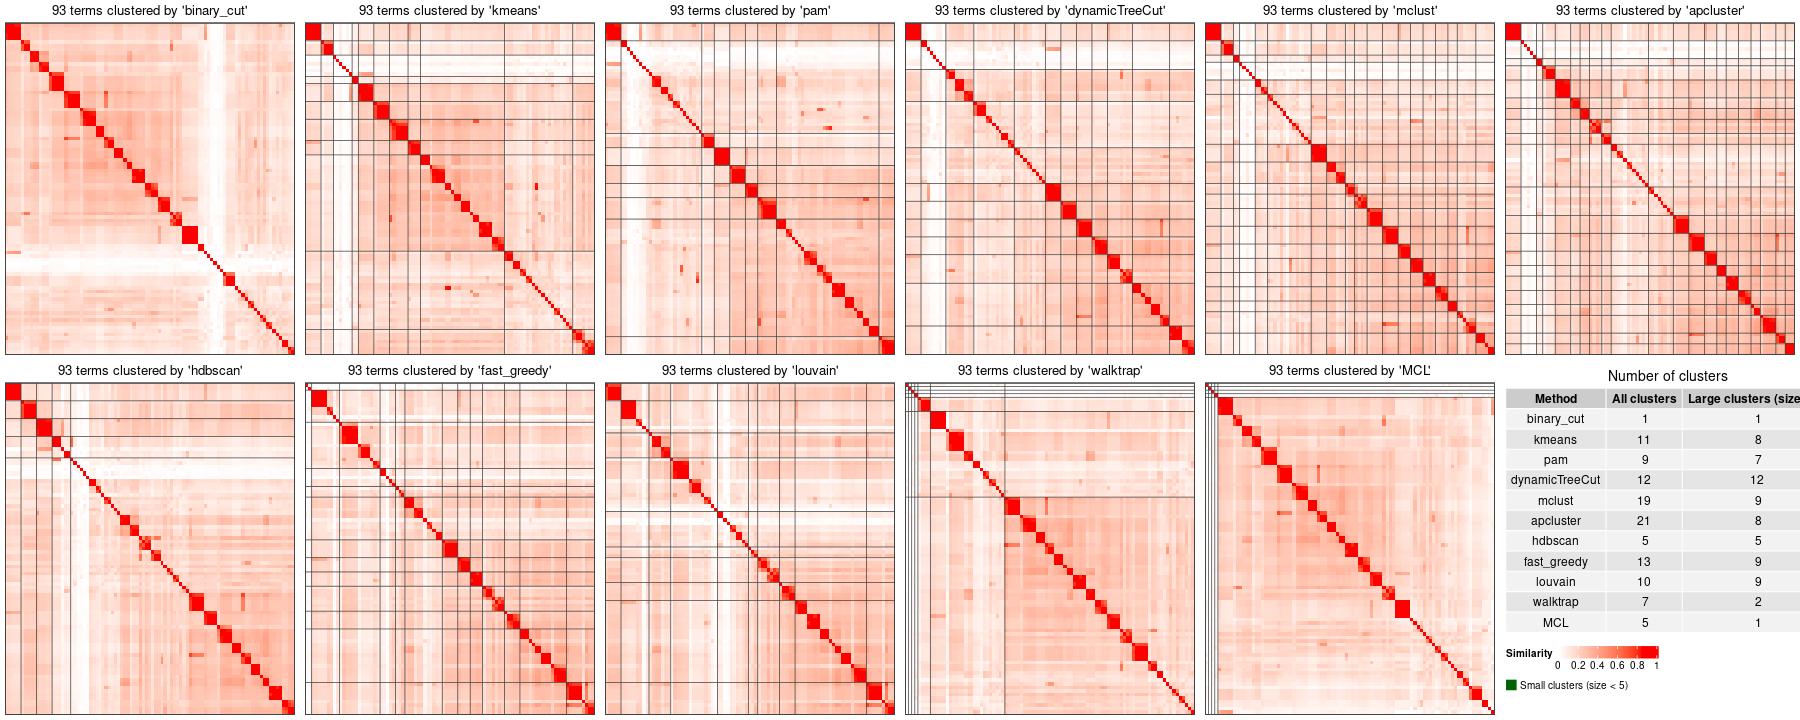 93 terms clustered by 'binary_cut'
93 terms clustered by 'kmeans'
93 terms clustered by 'pam'
93 terms clustered by 'dynamicTreeCut'
93 terms clustered by 'mclust'
93 terms clustered by 'apcluster'
93 terms clustered by 'hdbscan'
93 terms clustered by 'fast_greedy'
93 terms clustered by 'louvain'
93 terms clustered by 'walktrap'
93 terms clustered by 'MCL'
Number of clusters
Method All clusters Large clusters (size
binary_cut 1 1
kmeans 11 8
pam 9 7
dynamicTreeCut 12 12
mclust 19 9
apcluster 21 8
hdbscan 5 5
fast_greedy 13 9
louvain 10 9
walktrap 7 2
MCL 5 1
Similarity
0 0.2 0.4 0.6 0.8 1
Small clusters (size < 5)